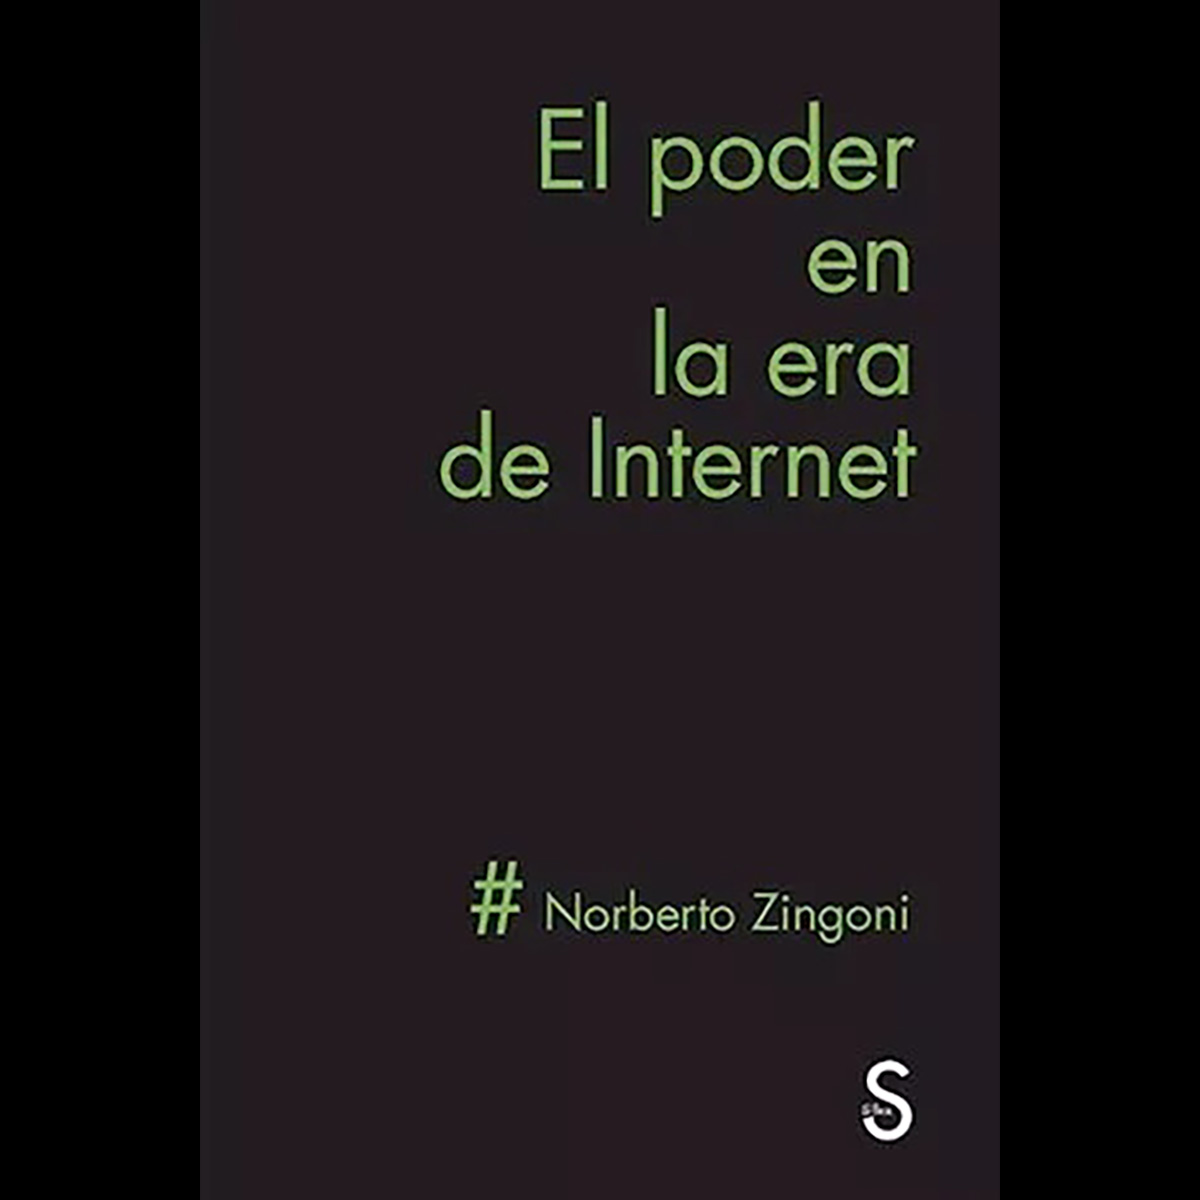 El poder
en
la era
de Internet
# Norberto Zingoni
S